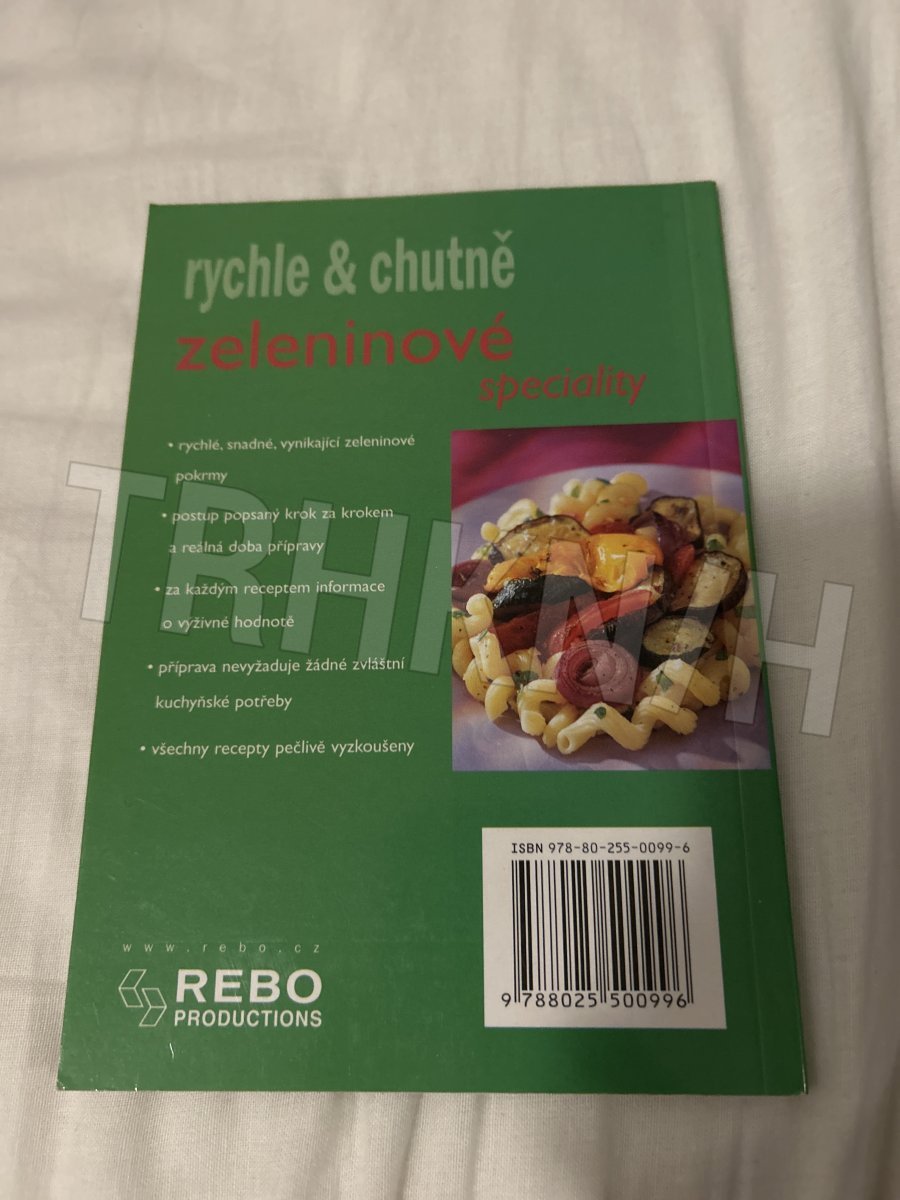 rychle & chutně
zeleninové
speciality
• rychlé, snadné, vynikající zeleninové
pokrmy
• postup popsaný krok za krokem
a reálná doba přípravy
• za každým receptem informace
o výživné hodnotě
• příprava nevyžaduje žádné zvláštní
kuchyňské potřeby
• všechny recepty pečlivě vyzkoušeny
ISBN 978-80-255-0099-6
9 788025 500996
www.rebo.cz
REBO
PRODUCTIONS